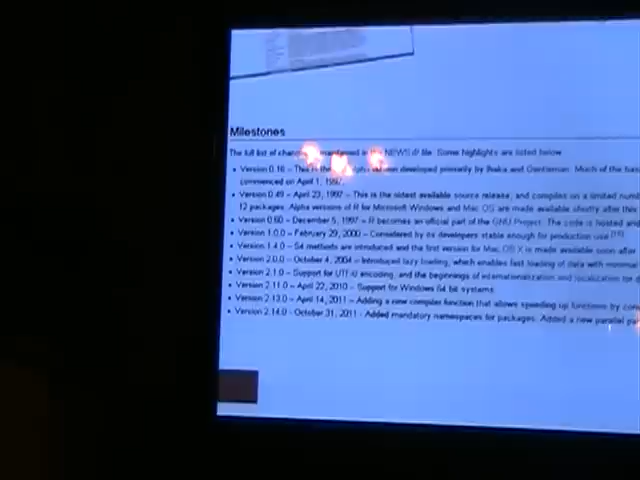 Milestones
The full list of changes is maintained in the NEWS file. Some highlights are listed below
Version 0.16 – This is the alpha version developed primarily by Ihaka and Gentleman. Much of the
commenced on April 1, 1997.
Version 0.49 – April 23, 1997 – This is the oldest available source release, and compiles on a limited
12 packages. Alpha versions of R for Microsoft Windows and Mac OS are made available shortly after this
Version 0.60 – December 5, 1997 – R becomes an official part of the GNU Project. The code is hosted and
Version 1.0.0 – February 29, 2000 – Considered by its developers stable enough for production use
Version 1.4.0 – S4 methods are introduced and the first version for Mac OS X is made available soon after
Version 2.0.0 – October 4, 2004 – Introduced lazy loading, which enables fast loading of data with minimal
Version 2.1.0 – Support for UTF-8 encoding, and the beginnings of internationalization and localization for
Version 2.11.0 – April 22, 2010 – Support for Windows 64 bit systems.
Version 2.13.0 – April 14, 2011 – Adding a new compiler function that allows speeding up functions by
Version 2.14.0 - October 31, 2011 - Added mandatory namespaces for packages. Added a new parallel